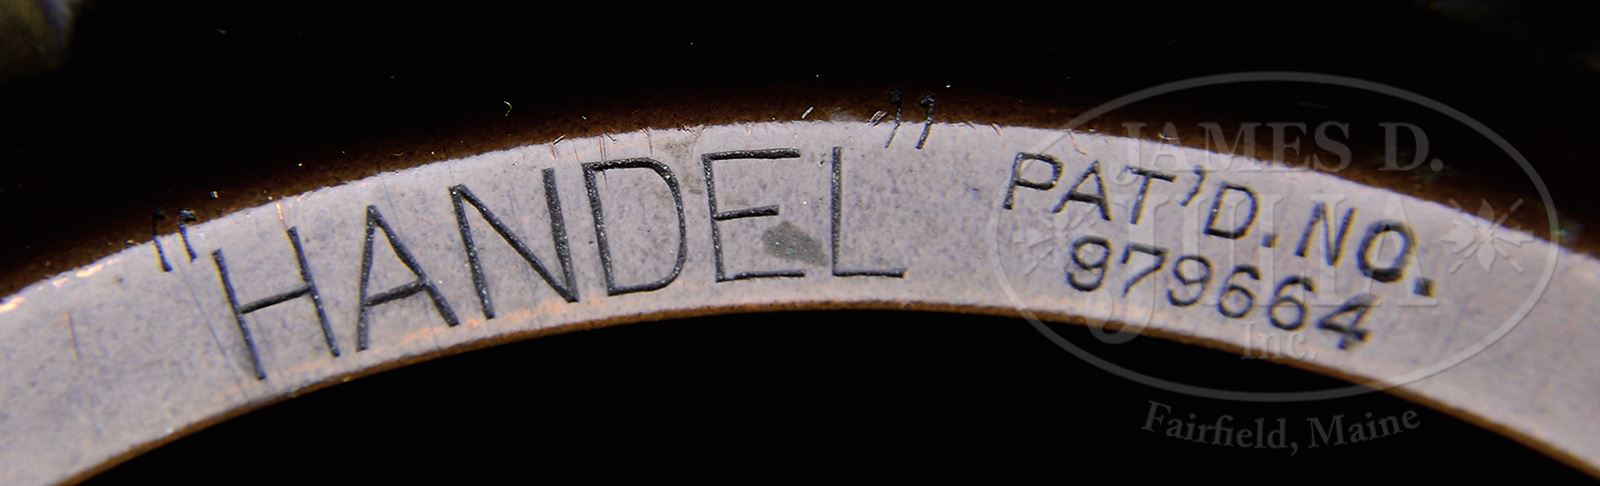 "HANDEL"
PAT'D. NO.
979664
JAMES D.
JULIA
Inc.
Fairfield, Maine